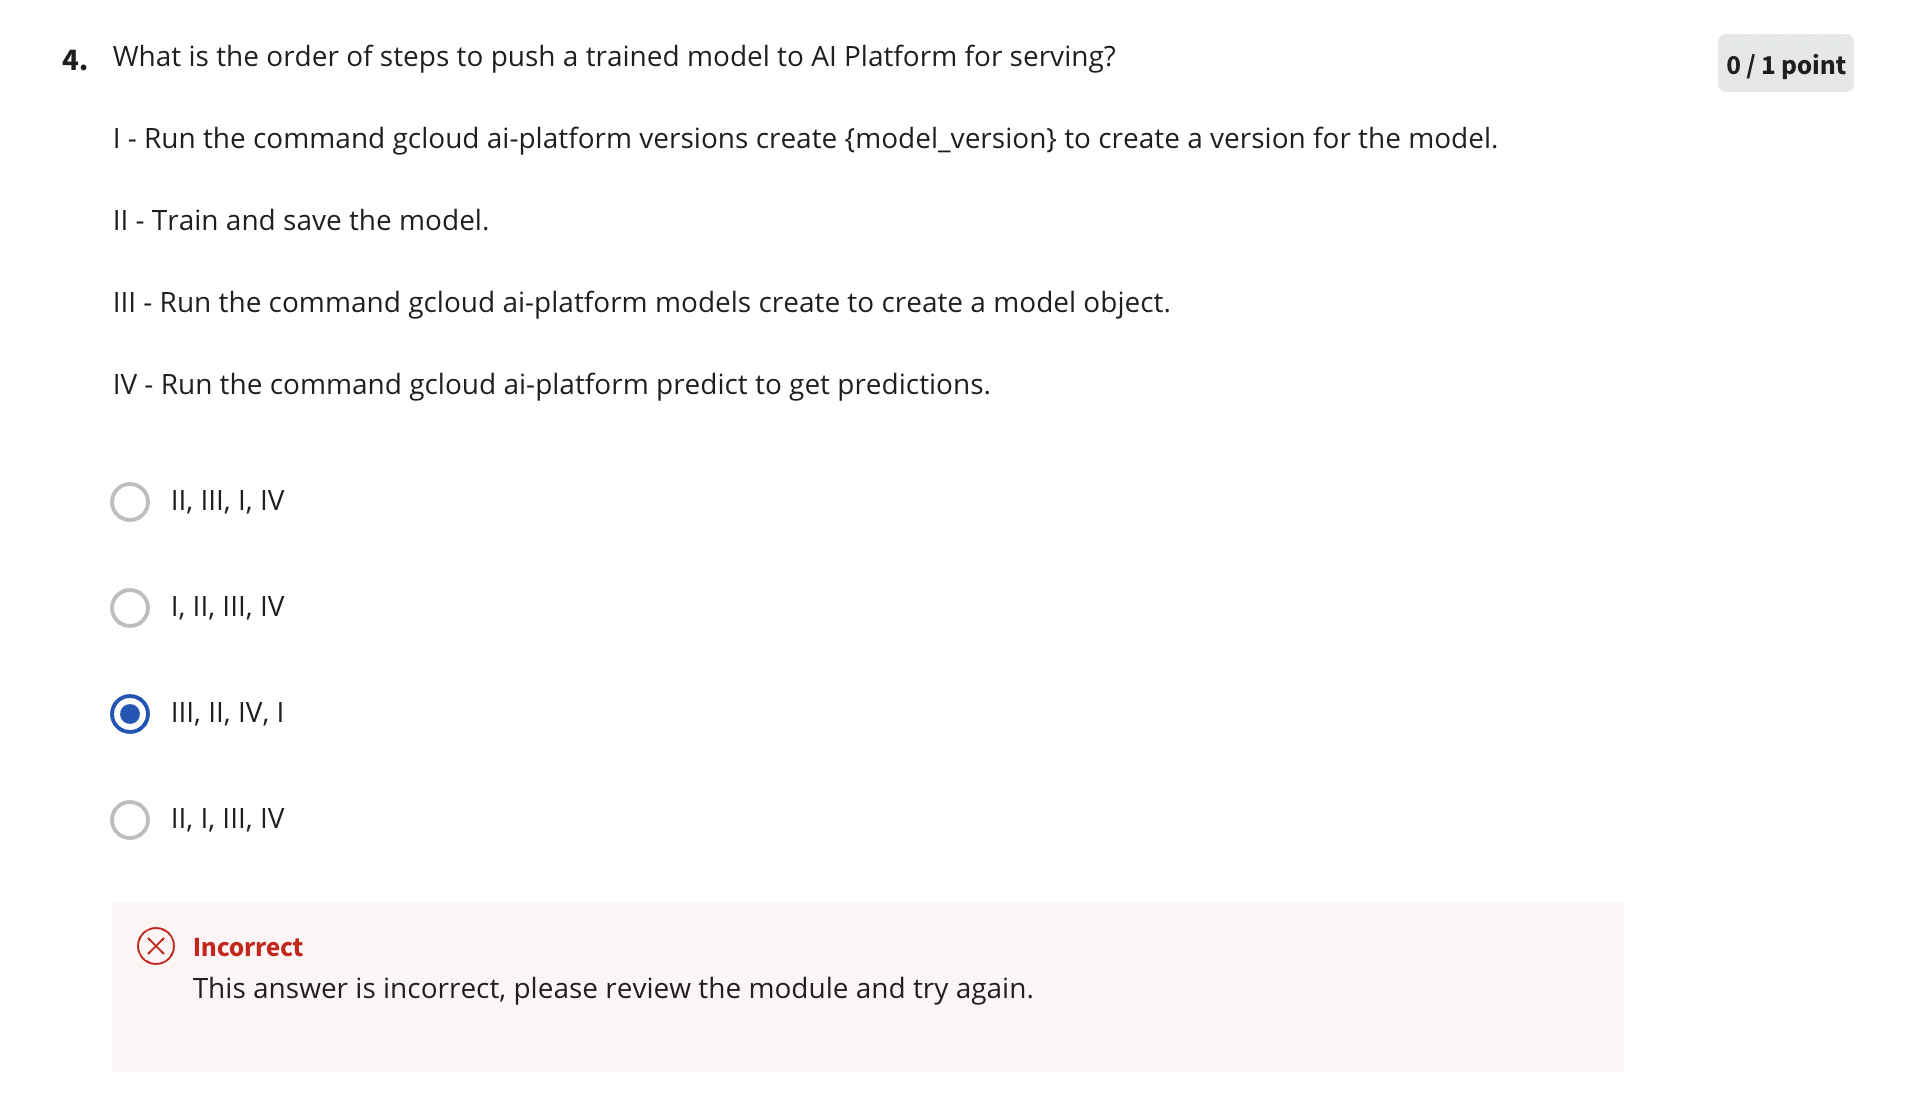 4. What is the order of steps to push a trained model to AI Platform for serving?
0 / 1 point
I - Run the command gcloud ai-platform versions create {model_version} to create a version for the model.
II - Train and save the model.
III - Run the command gcloud ai-platform models create to create a model object.
IV - Run the command gcloud ai-platform predict to get predictions.
II, III, I, IV
I, II, III, IV
III, II, IV, I
II, I, III, IV
Incorrect
This answer is incorrect, please review the module and try again.